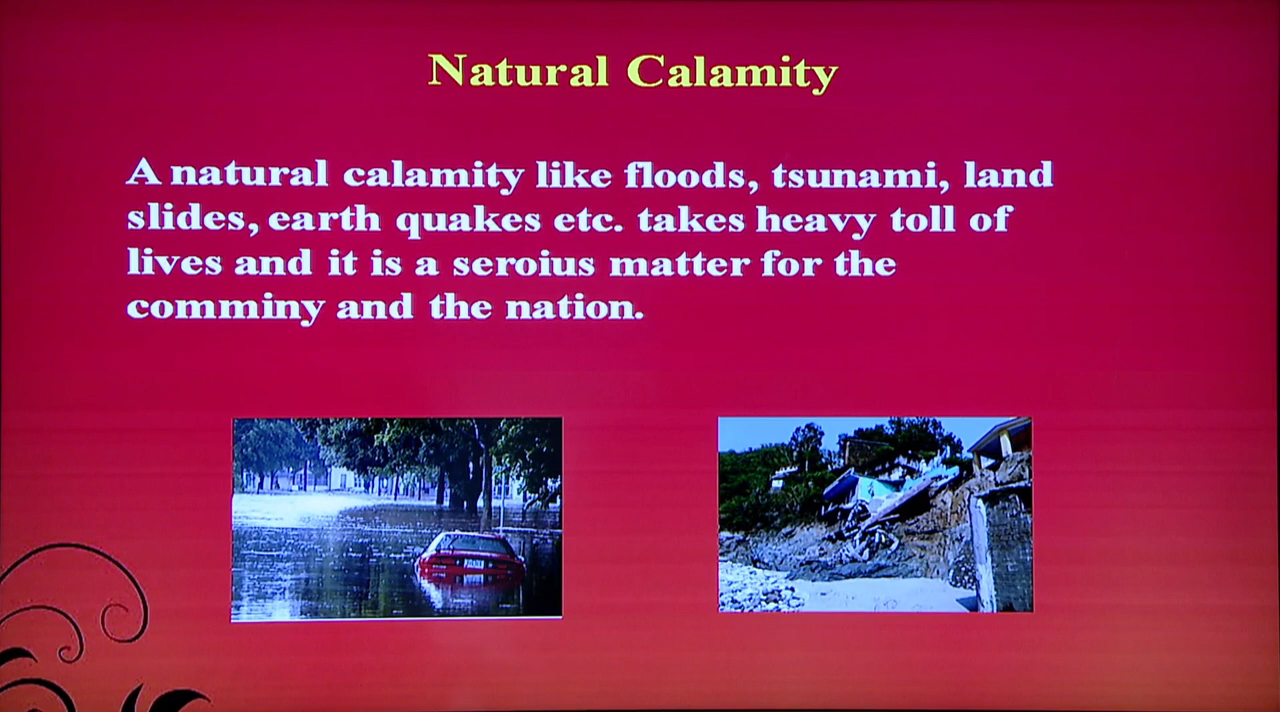 Natural Calamity
A natural calamity like floods, tsunami, land
slides, earth quakes etc. takes heavy toll of
lives and it is a seroius matter for the
comminy and the nation.